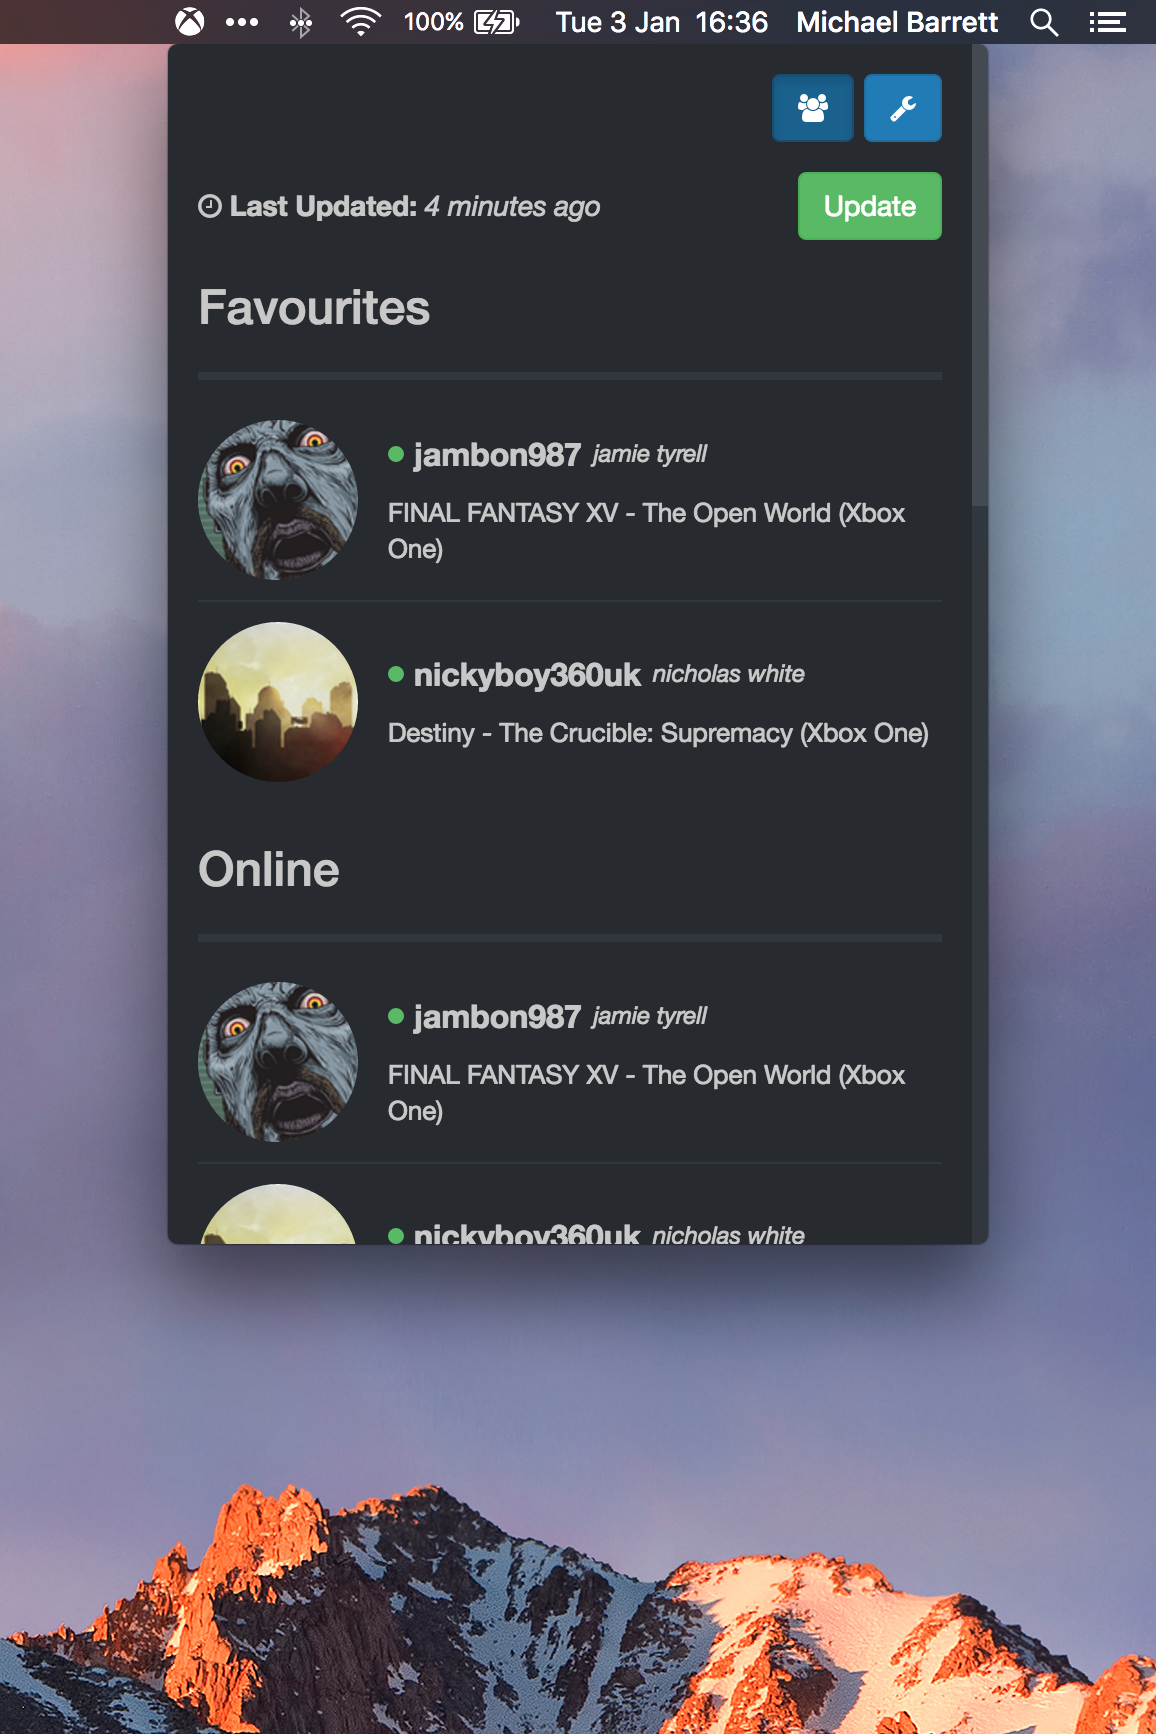 100% Tue 3 Jan 16:36 Michael Barrett
Last Updated: 4 minutes ago Update
Favourites
jambon987 jamie tyrell
FINAL FANTASY XV - The Open World (Xbox
One)
nickyboy360uk nicholas white
Destiny - The Crucible: Supremacy (Xbox One)
Online
jambon987 jamie tyrell
FINAL FANTASY XV - The Open World (Xbox
One)
nickyboy360uk nicholas white